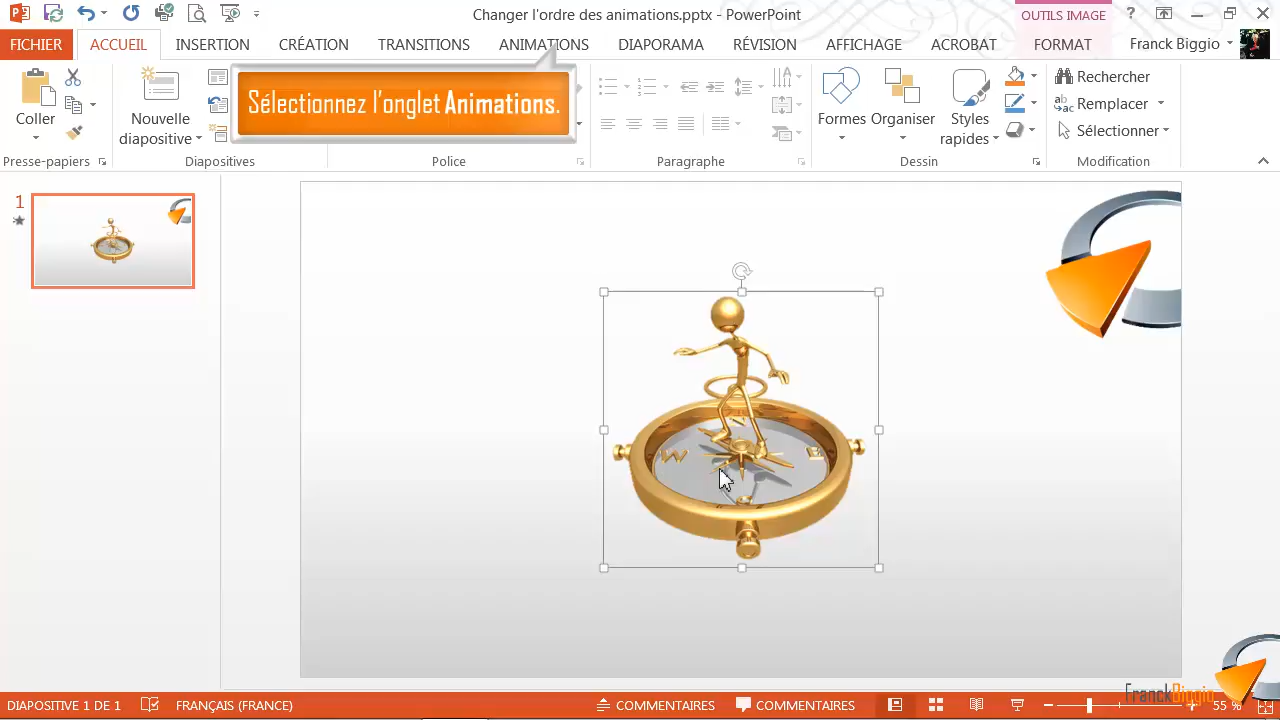 Changer l'ordre des animations.pptx - PowerPoint
OUTILS IMAGE
?
FICHIER
ACCUEIL
INSERTION
CRÉATION
TRANSITIONS
ANIMATIONS
DIAPORAMA
RÉVISION
AFFICHAGE
ACROBAT
FORMAT
Franck Biggio
Sélectionnez l'onglet Animations.
Coller
Nouvelle
diapositive
Formes
Organiser
Styles
rapides
Rechercher
Remplacer
Sélectionner
Presse-papiers
Diapositives
Police
Paragraphe
Dessin
Modification
1
N
W
E
S
FranckBiggio
DIAPOSITIVE 1 DE 1
FRANÇAIS (FRANCE)
COMMENTAIRES
COMMENTAIRES
55 %